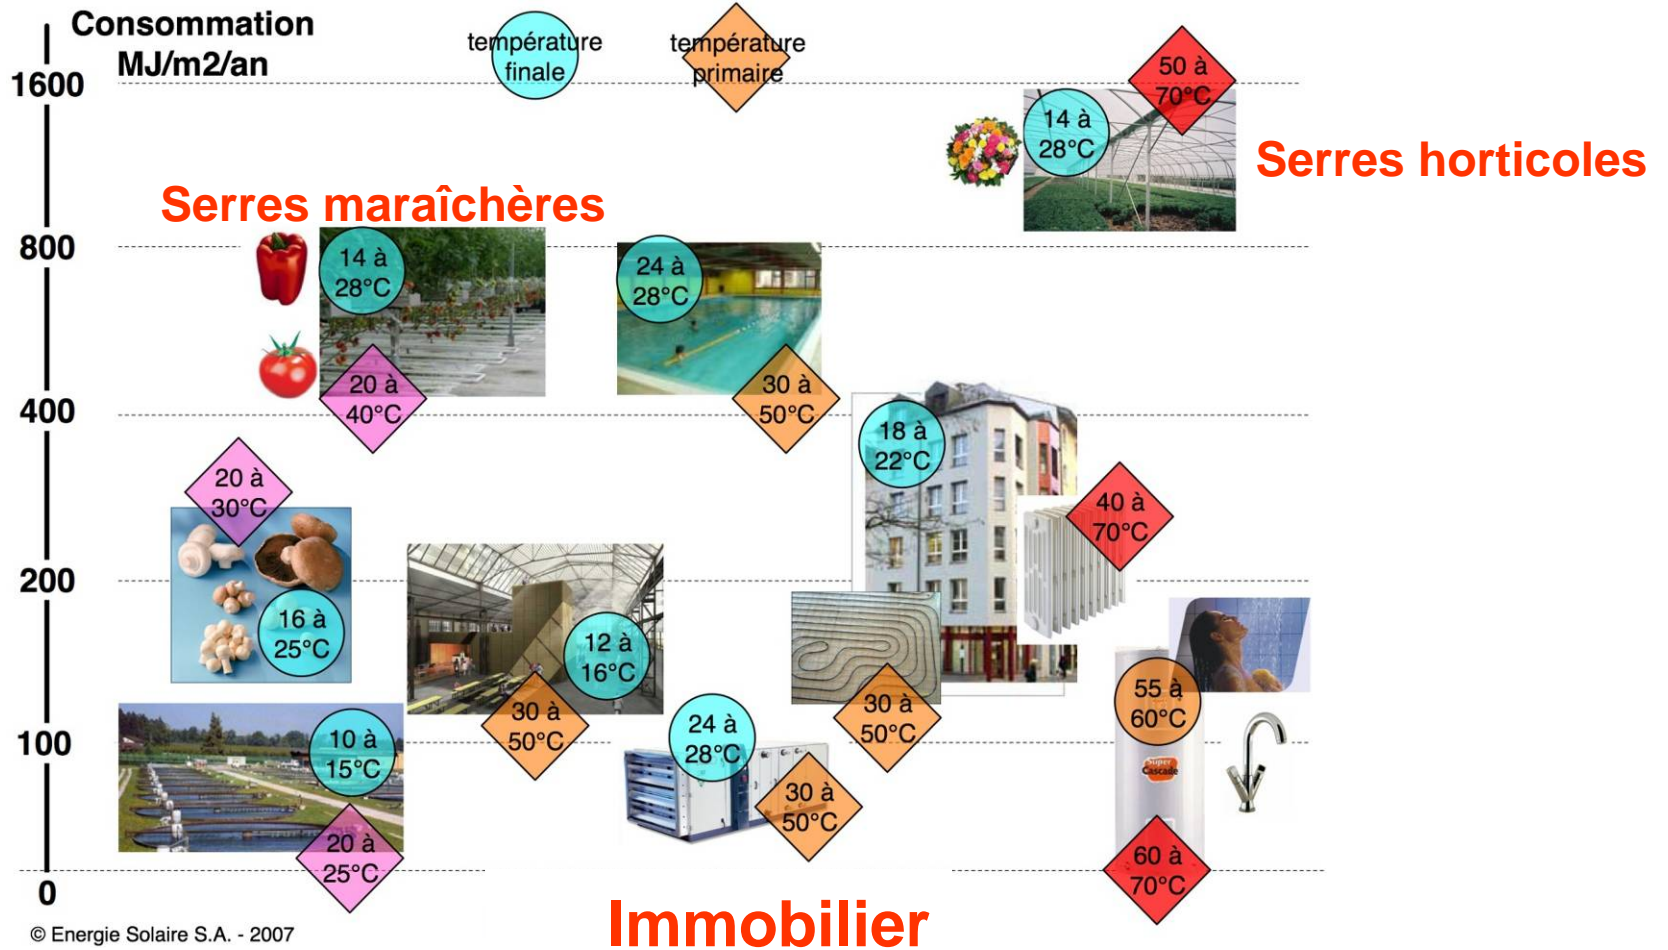 Consommation
MJ/m2/an
température
finale
température
primaire
1600
50 à
70°C
14 à
28°C
Serres horticoles
Serres maraîchères
800
14 à
28°C
24 à
28°C
20 à
40°C
30 à
50°C
400
18 à
22°C
20 à
30°C
40 à
70°C
200
16 à
25°C
12 à
16°C
55 à
60°C
30 à
50°C
30 à
50°C
100
10 à
15°C
24 à
28°C
Super
Cascade
30 à
50°C
20 à
25°C
60 à
70°C
0
Immobilier
© Energie Solaire S.A. - 2007